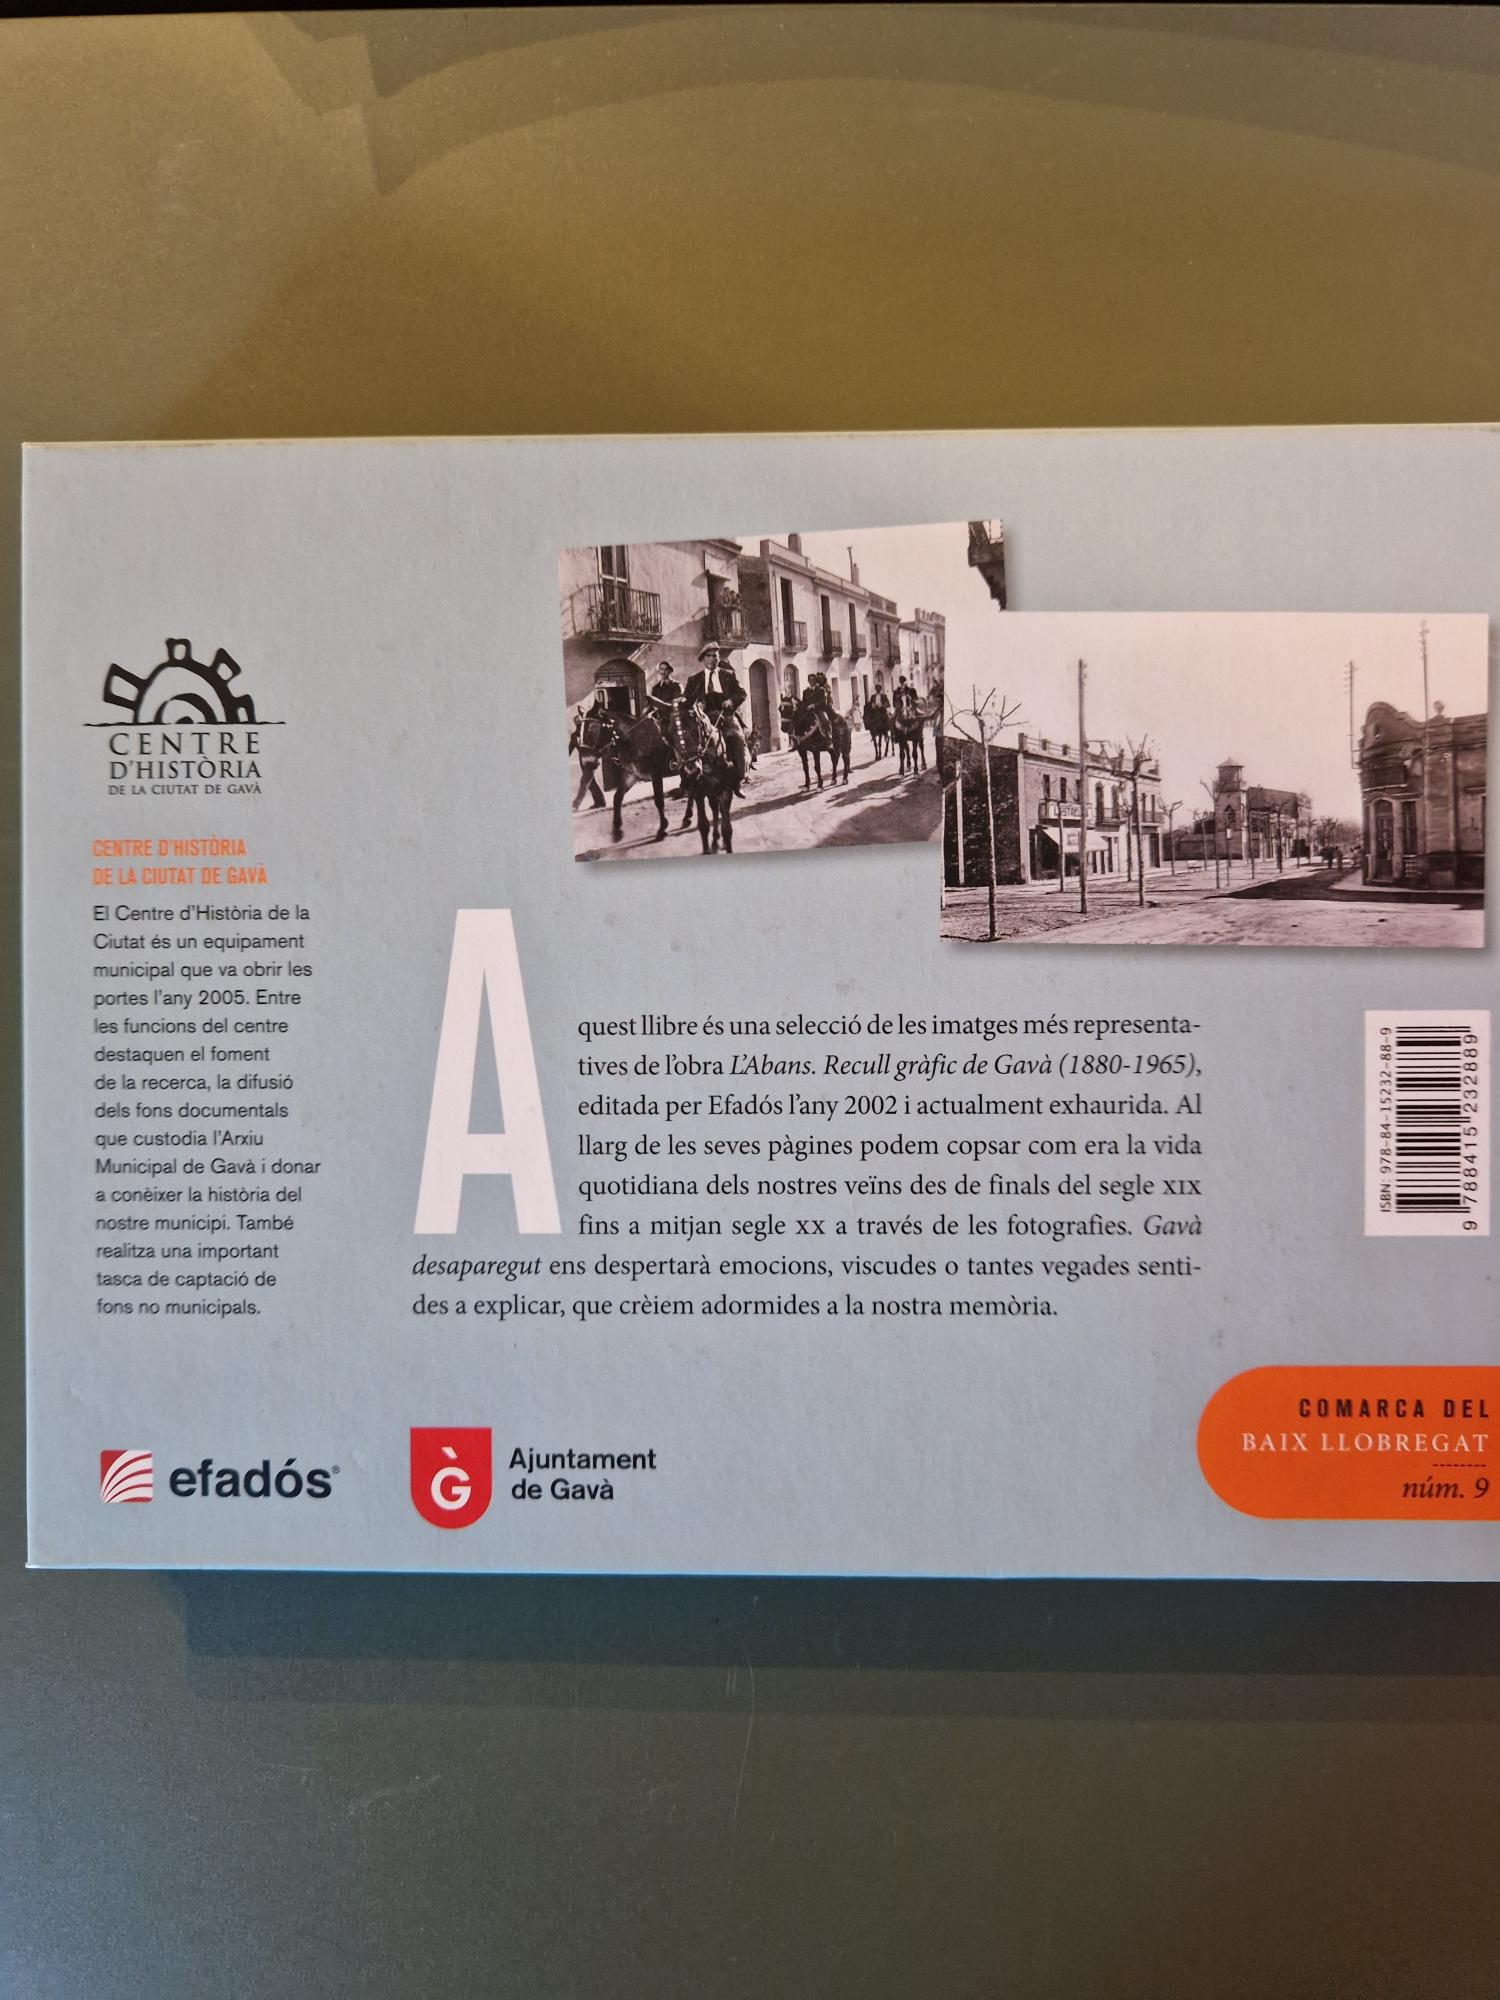 CENTRE
D'HISTÒRIA
DE LA CIUTAT DE GAVÀ
CENTRE D'HISTÒRIA
DE LA CIUTAT DE GAVÀ
El Centre d'Història de la
Ciutat és un equipament
municipal que va obrir les
portes l'any 2005. Entre
les funcions del centre
destaquen el foment
de la recerca, la difusió
dels fons documentals
que custodia l'Arxiu
Municipal de Gavà i donar
a conèixer la història del
nostre municipi. També
realitza una important
tasca de captació de
fons no municipals.
Aquest llibre és una selecció de les imatges més representa-
tives de l'obra L'Abans. Recull gràfic de Gavà (1880-1965),
editada per Efadós l'any 2002 i actualment exhaurida. Al
llarg de les seves pàgines podem copsar com era la vida
quotidiana dels nostres veïns des de finals del segle XIX
fins a mitjan segle XX a través de les fotografies. Gavà
desaparegut ens despertarà emocions, viscudes o tantes vegades senti-
des a explicar, que crèiem adormides a la nostra memòria.
ISBN: 978-84-15232-88-9
9 788415 232889
efadós®
G
Ajuntament
de Gavà
COMARCA DEL
BAIX LLOBREGAT
núm. 9